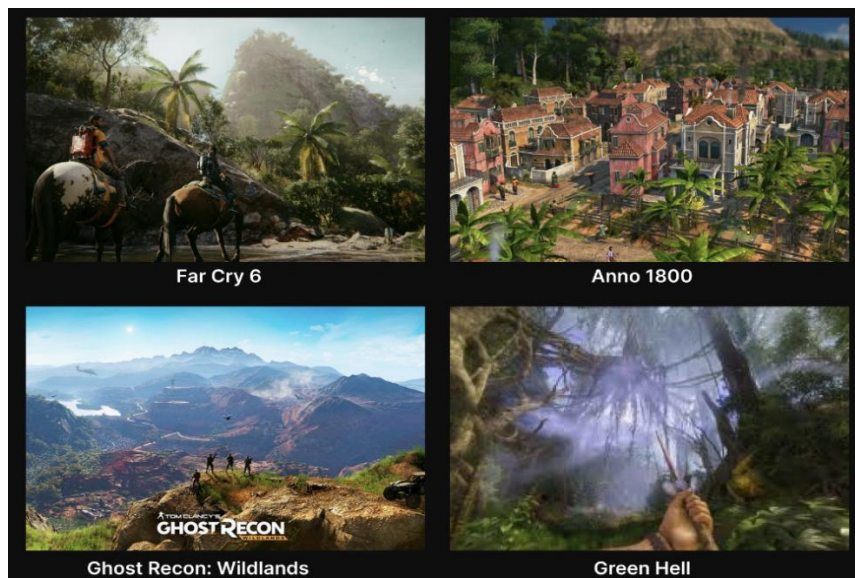 Far Cry 6
Anno 1800
TOM CLANCY'S
GHOST RECON
WILDLANDS
Ghost Recon: Wildlands
Green Hell